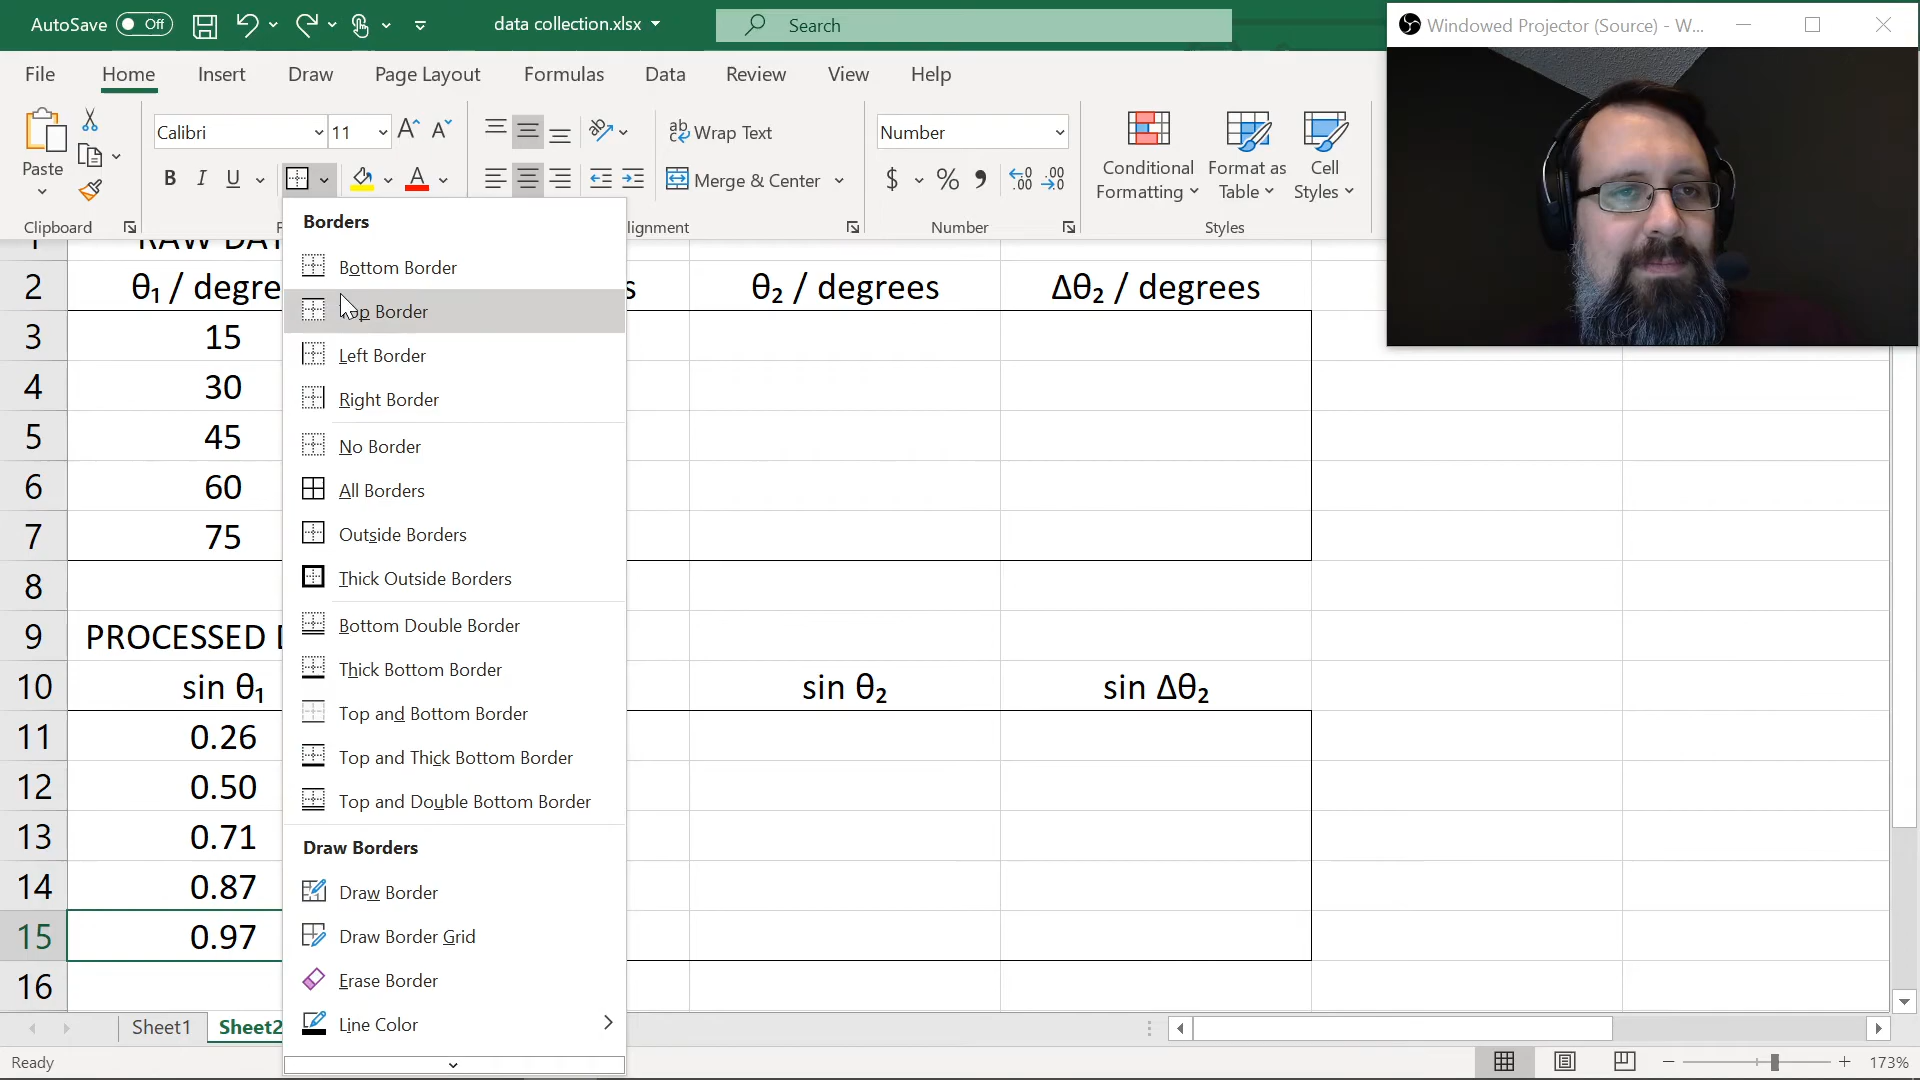 AutoSave Off data collection.xlsx Search Windowed Projector (Source) - W...
File Home Insert Draw Page Layout Formulas Data Review View Help
Calibri 11 Wrap Text Number
Paste B I U Merge & Center $ % Conditional Formatting Format as Table Cell Styles
Clipboard lignment Number Styles
Borders
Bottom Border
Top Border
Left Border
Right Border
No Border
All Borders
Outside Borders
Thick Outside Borders
Bottom Double Border
Thick Bottom Border
Top and Bottom Border
Top and Thick Bottom Border
Top and Double Bottom Border
Draw Borders
Draw Border
Draw Border Grid
Erase Border
Line Color
1 RAW DAT
2 θ₁ / degre s θ₂ / degrees Δθ₂ / degrees
3 15
4 30
5 45
6 60
7 75
8
9 PROCESSED D
10 sin θ₁ sin θ₂ sin Δθ₂
11 0.26
12 0.50
13 0.71
14 0.87
15 0.97
16
Sheet1 Sheet2
Ready 173%